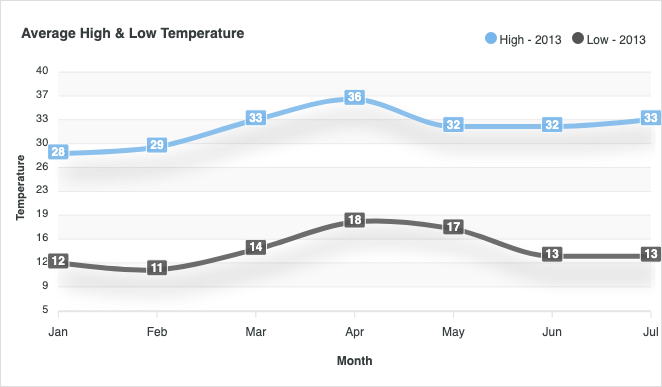 Average High & Low Temperature
High - 2013 Low - 2013
40
37
33
30
26
23
19
16
12
9
5
Temperature
28 29 33 36 32 32 33
12 11 14 18 17 13 13
Jan Feb Mar Apr May Jun Jul
Month